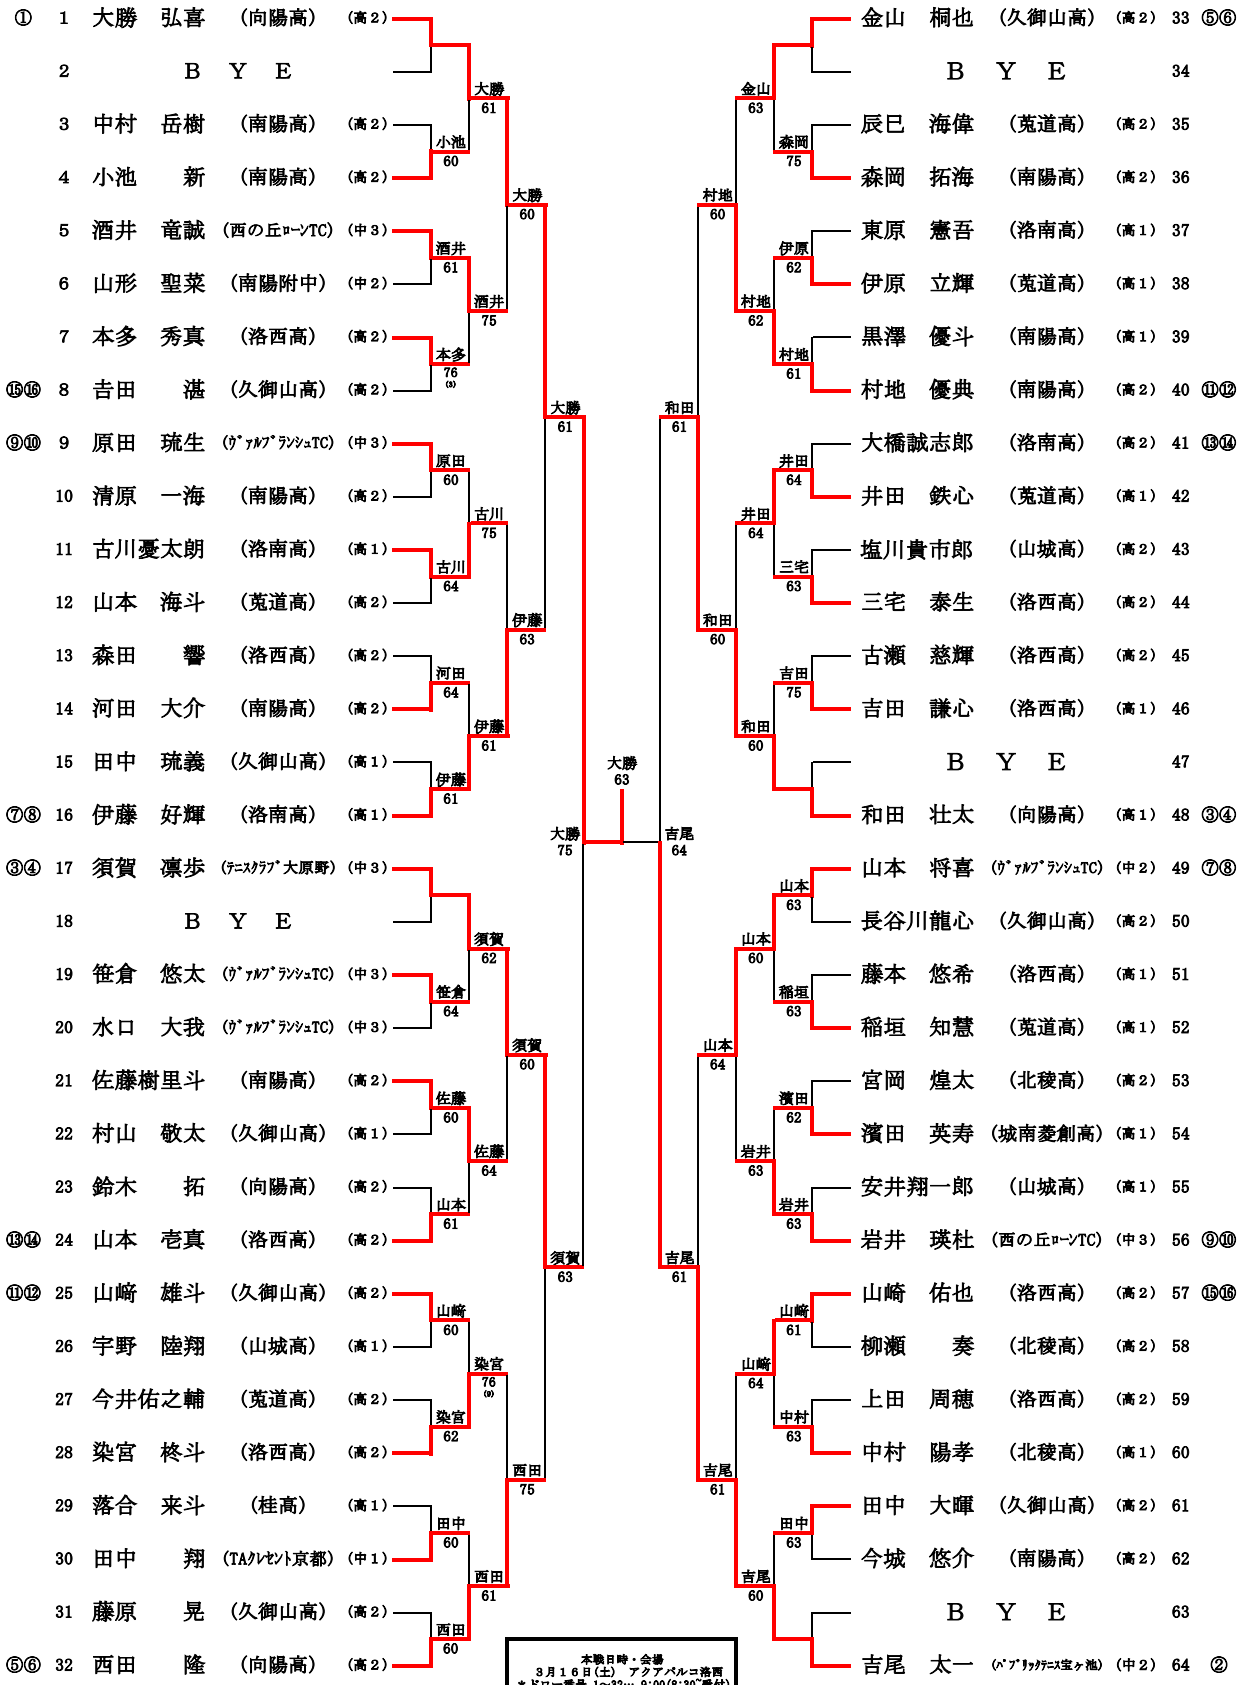 ① 1 大勝 弘喜 (向陽高) (高2)
2 BYE
3 中村 岳樹 (南陽高) (高2)
4 小池 新 (南陽高) (高2)
5 酒井 竜誠 (西の丘ローンTC) (中3)
6 山形 聖菜 (南陽附中) (中2)
7 本多 秀真 (洛西高) (高2)
⑮⑯ 8 吉田 湛 (久御山高) (高2)
⑨⑩ 9 原田 琉生 (ヴァルブランシュTC) (中3)
10 清原 一海 (南陽高) (高2)
11 古川憂太朗 (洛南高) (高1)
12 山本 海斗 (莵道高) (高2)
13 森田 響 (洛西高) (高2)
14 河田 大介 (南陽高) (高2)
15 田中 琉義 (久御山高) (高1)
⑦⑧ 16 伊藤 好輝 (洛南高) (高1)
③④ 17 須賀 凛歩 (テニスクラブ大原野) (中3)
18 BYE
19 笹倉 悠太 (ヴァルブランシュTC) (中3)
20 水口 大我 (ヴァルブランシュTC) (中3)
21 佐藤樹里斗 (南陽高) (高2)
22 村山 敬太 (久御山高) (高1)
23 鈴木 拓 (向陽高) (高2)
⑬⑭ 24 山本 壱真 (洛西高) (高2)
⑪⑫ 25 山﨑 雄斗 (久御山高) (高2)
26 宇野 陸翔 (山城高) (高1)
27 今井佑之輔 (莵道高) (高2)
28 染宮 柊斗 (洛西高) (高2)
29 落合 来斗 (桂高) (高1)
30 田中 翔 (TAクレセント京都) (中1)
31 藤原 晃 (久御山高) (高2)
⑤⑥ 32 西田 隆 (向陽高) (高2)
小池
60
酒井
61
本多
76
(3)
原田
60
古川
64
河田
64
伊藤
61
笹倉
64
佐藤
60
山本
61
山﨑
60
染宮
62
田中
60
西田
60
大勝
61
酒井
75
古川
75
伊藤
61
須賀
62
佐藤
64
染宮
76
西田
61
大勝
60
伊藤
63
須賀
60
西田
75
大勝
61
須賀
63
大勝
75
大勝
63
吉尾
64
和田
61
吉尾
61
村地
60
和田
60
山本
64
吉尾
61
金山
63
村地
62
井田
64
和田
60
山本
60
岩井
63
山﨑
64
吉尾
60
森岡
75
伊原
62
村地
61
井田
64
三宅
63
吉田
75
山本
63
稲垣
63
濱田
62
岩井
63
山﨑
61
中村
63
田中
63
金山 桐也 (久御山高) (高2) 33 ⑤⑥
BYE 34
辰巳 海偉 (莵道高) (高2) 35
森岡 拓海 (南陽高) (高2) 36
東原 憲吾 (洛南高) (高1) 37
伊原 立輝 (莵道高) (高1) 38
黒澤 優斗 (南陽高) (高1) 39
村地 優典 (南陽高) (高2) 40 ⑪⑫
大橋誠志郎 (洛南高) (高2) 41 ⑬⑭
井田 鉄心 (莵道高) (高1) 42
塩川貴市郎 (山城高) (高2) 43
三宅 泰生 (洛西高) (高2) 44
古瀬 慈輝 (洛西高) (高2) 45
吉田 謙心 (洛西高) (高1) 46
BYE 47
和田 壮太 (向陽高) (高1) 48 ③④
山本 将喜 (ヴァルブランシュTC) (中2) 49 ⑦⑧
長谷川龍心 (久御山高) (高2) 50
藤本 悠希 (洛西高) (高1) 51
稲垣 知慧 (莵道高) (高1) 52
宮岡 煌太 (北稜高) (高2) 53
濱田 英寿 (城南菱創高) (高1) 54
安井翔一郎 (山城高) (高1) 55
岩井 瑛杜 (西の丘ローンTC) (中3) 56 ⑨⑩
山崎 佑也 (洛西高) (高2) 57 ⑮⑯
柳瀬 奏 (北稜高) (高2) 58
上田 周穂 (洛西高) (高2) 59
中村 陽孝 (北稜高) (高1) 60
田中 大暉 (久御山高) (高2) 61
今城 悠介 (南陽高) (高2) 62
BYE 63
吉尾 太一 (パブリックテニス宝ヶ池) (中2) 64 ②
本戦日時・会場
3月16日(土) アクアパルコ洛西
*ドロー番号 1~32… 9:00(8:30~受付)